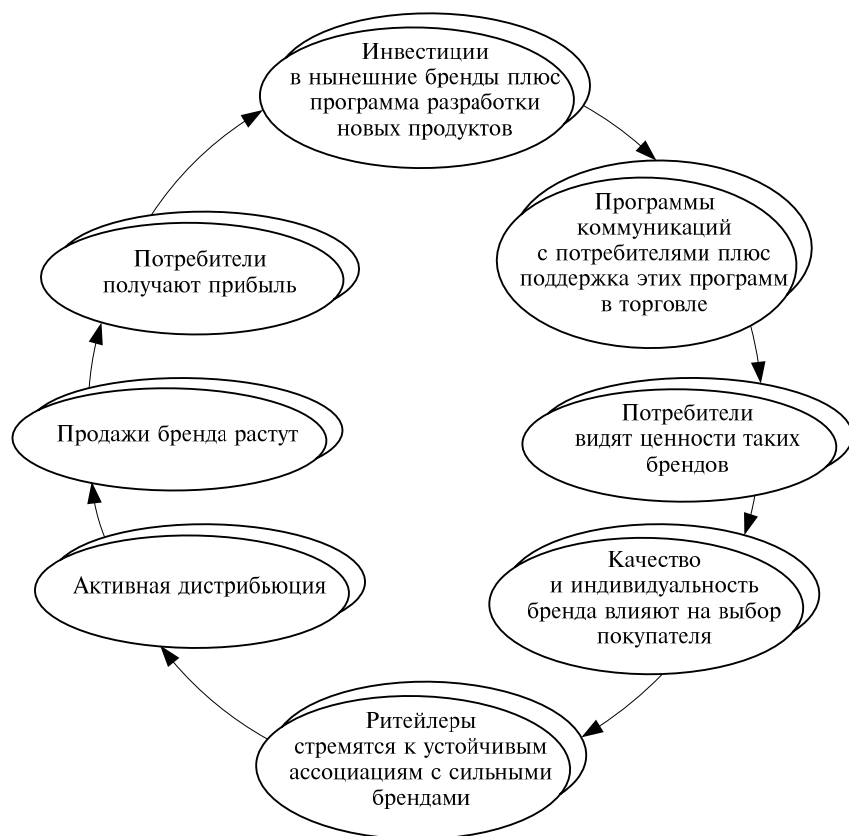 Инвестиции
в нынешние бренды плюс
программа разработки
новых продуктов
Программы
коммуникаций
с потребителями плюс
поддержка этих программ
в торговле
Потребители
видят ценности таких
брендов
Качество
и индивидуальность
бренда влияют на выбор
покупателя
Ритейлеры
стремятся к устойчивым
ассоциациям с сильными
брендами
Активная дистрибьюция
Продажи бренда растут
Потребители
получают прибыль